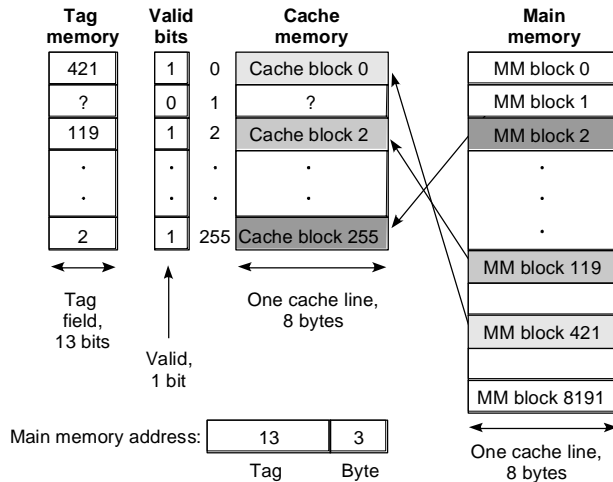 Tag memory
Valid bits
Cache memory
Main memory
421 1 0 Cache block 0 MM block 0
? 0 1 ? MM block 1
119 1 2 Cache block 2 MM block 2
. . . .
. . . .
.
2 1 255 Cache block 255
MM block 119
MM block 421
MM block 8191
Tag field, 13 bits
Valid, 1 bit
One cache line, 8 bytes
Main memory address: 13 3
Tag Byte
One cache line, 8 bytes